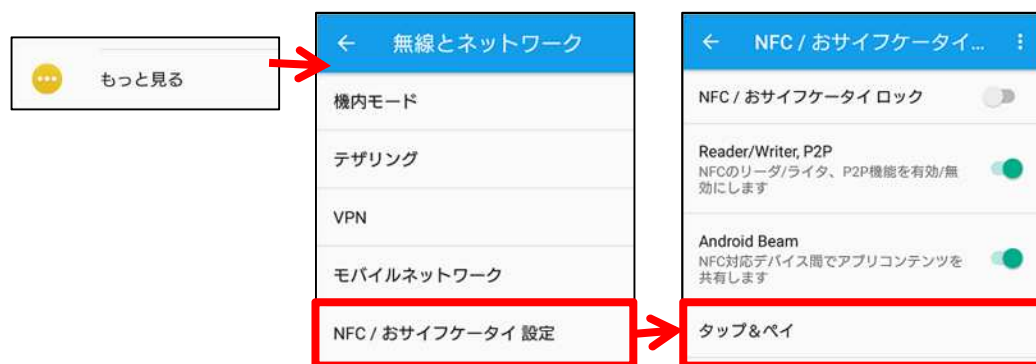 もっと見る
無線とネットワーク
機内モード
テザリング
VPN
モバイルネットワーク
NFC / おサイフケータイ 設定
NFC / おサイフケータイ...
NFC / おサイフケータイ ロック
Reader/Writer, P2P
NFCのリーダ/ライタ、P2P機能を有効/無
効にします
Android Beam
NFC対応デバイス間でアプリコンテンツを
共有します
タップ&ペイ